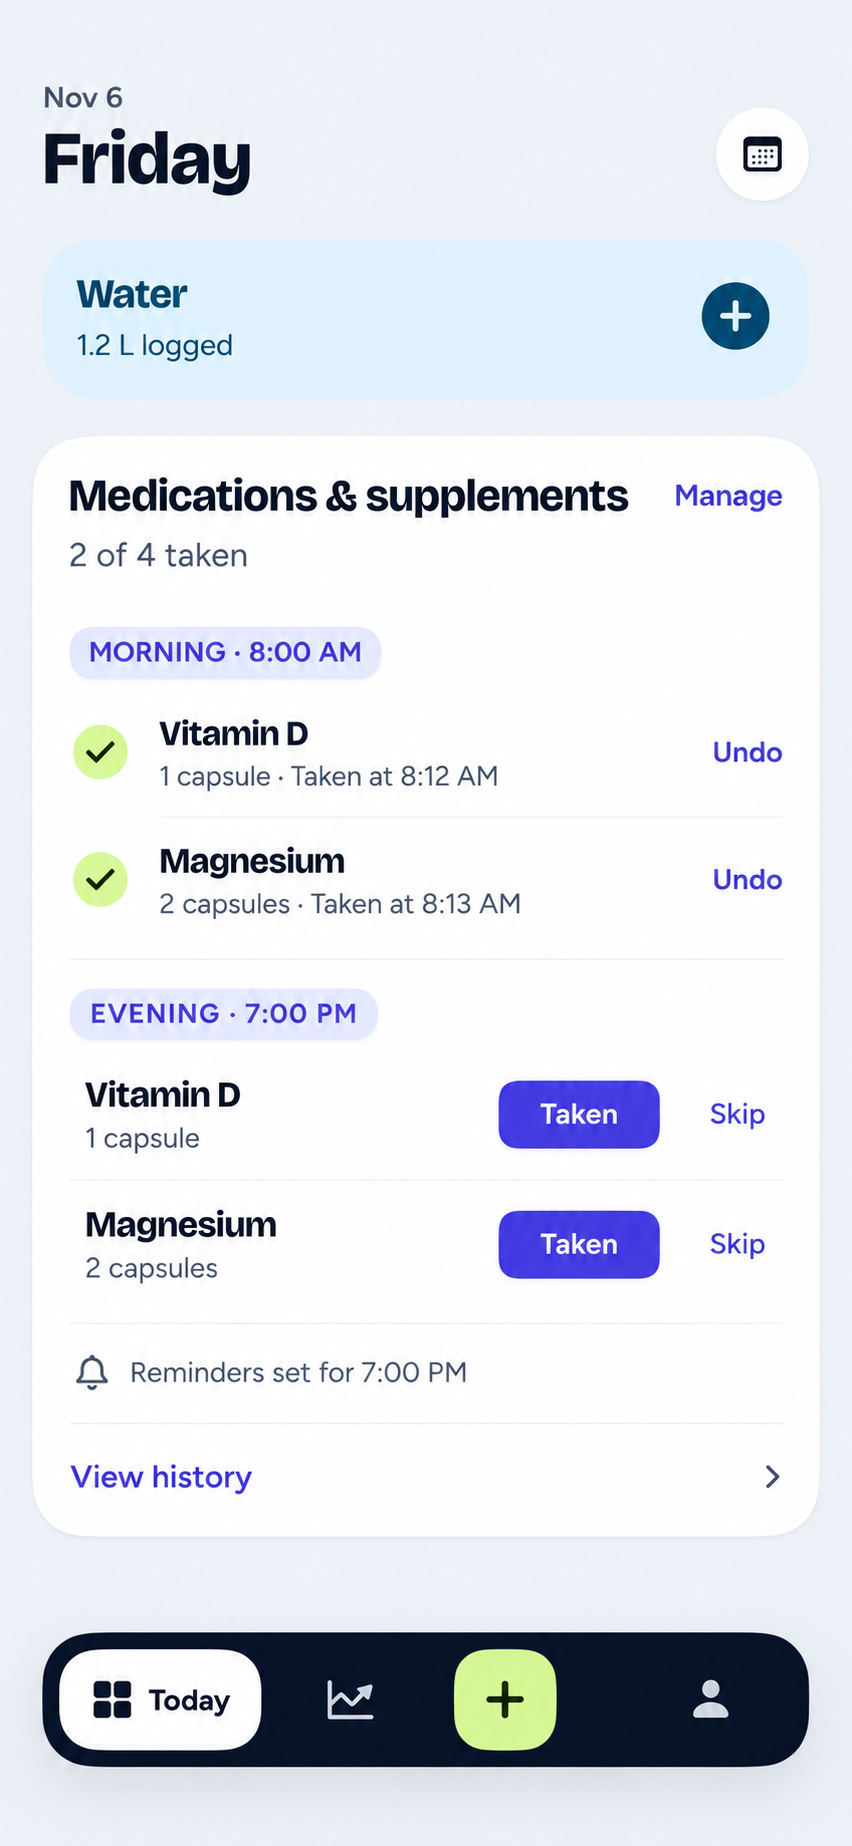 Nov 6
Friday
Water
1.2 L logged
Medications & supplements
Manage
2 of 4 taken
MORNING · 8:00 AM
Vitamin D
1 capsule · Taken at 8:12 AM
Undo
Magnesium
2 capsules · Taken at 8:13 AM
Undo
EVENING · 7:00 PM
Vitamin D
1 capsule
Taken
Skip
Magnesium
2 capsules
Taken
Skip
Reminders set for 7:00 PM
View history
Today